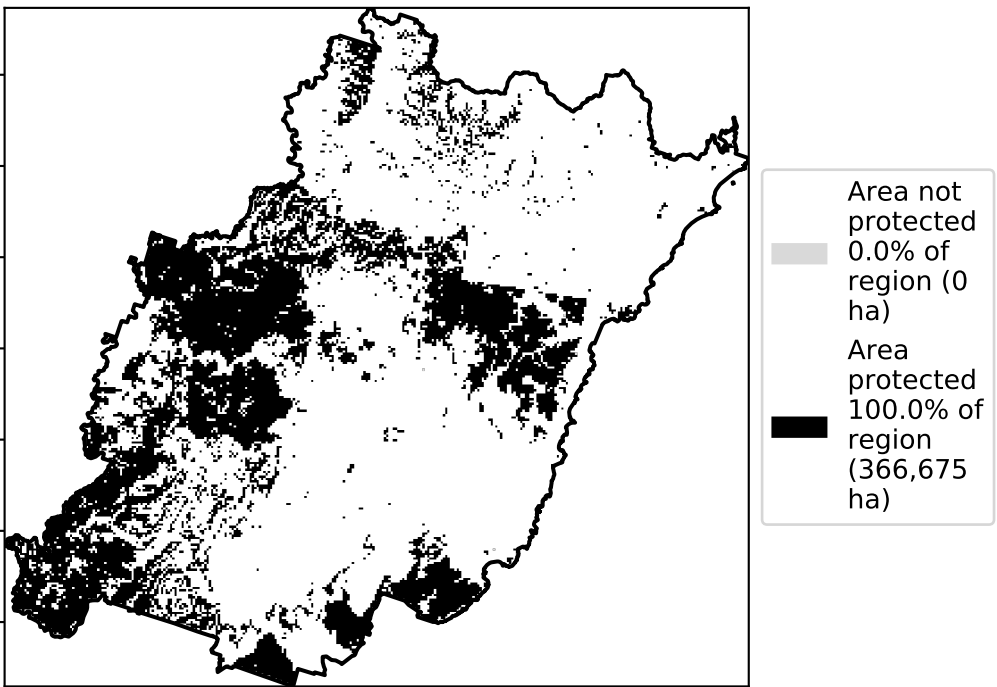 Area not
protected
0.0% of
region (0
ha)
Area
protected
100.0% of
region
(366,675
ha)